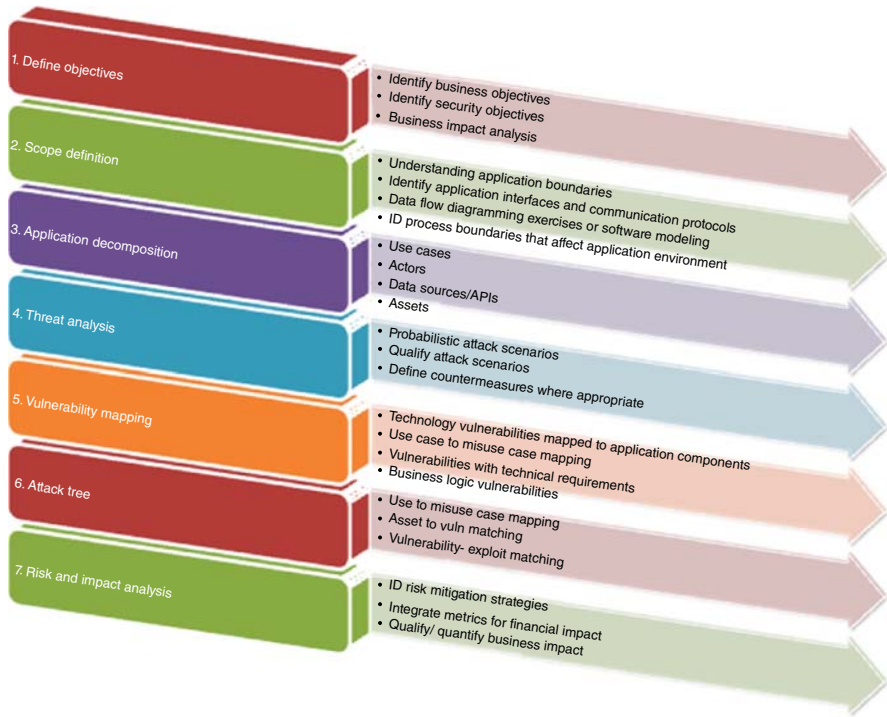 1. Define objectives
• Identify business objectives
• Identify security objectives
• Business impact analysis
2. Scope definition
• Understanding application boundaries
• Identify application interfaces and communication protocols
• Data flow diagramming exercises or software modeling
• ID process boundaries that affect application environment
3. Application decomposition
• Use cases
• Actors
• Data sources/APIs
• Assets
4. Threat analysis
• Probabilistic attack scenarios
• Qualify attack scenarios
• Define countermeasures where appropriate
5. Vulnerability mapping
• Technology vulnerabilities mapped to application components
• Use case to misuse case mapping
• Vulnerabilities with technical requirements
• Business logic vulnerabilities
6. Attack tree
• Use to misuse case mapping
• Asset to vuln matching
• Vulnerability- exploit matching
7. Risk and impact analysis
• ID risk mitigation strategies
• Integrate metrics for financial impact
• Qualify/ quantify business impact